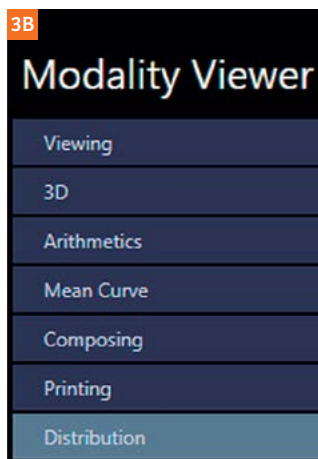 3B
Modality Viewer
Viewing
3D
Arithmetics
Mean Curve
Composing
Printing
Distribution